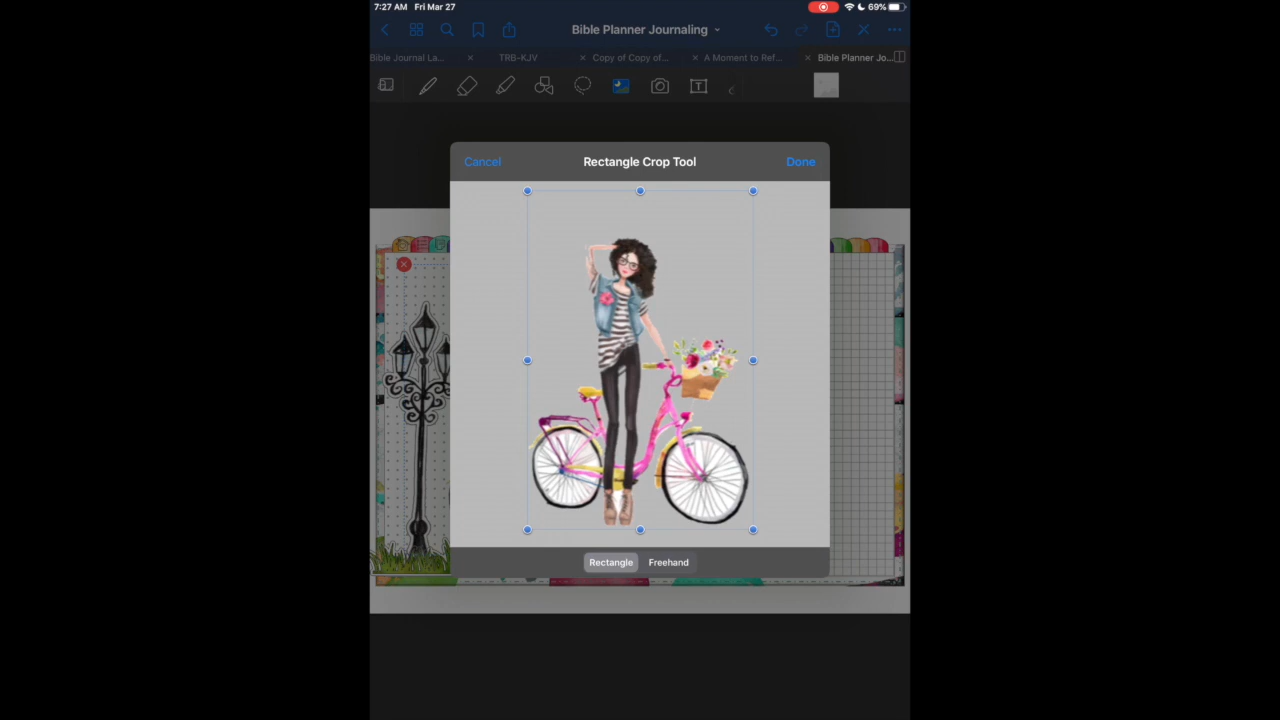 7:27 AM Fri Mar 27
69%
Bible Planner Journaling
Bible Journal La...
TRB-KJV
Copy of Copy of...
A Moment to Ref...
Bible Planner Jo...
T
Cancel
Rectangle Crop Tool
Done
Rectangle
Freehand